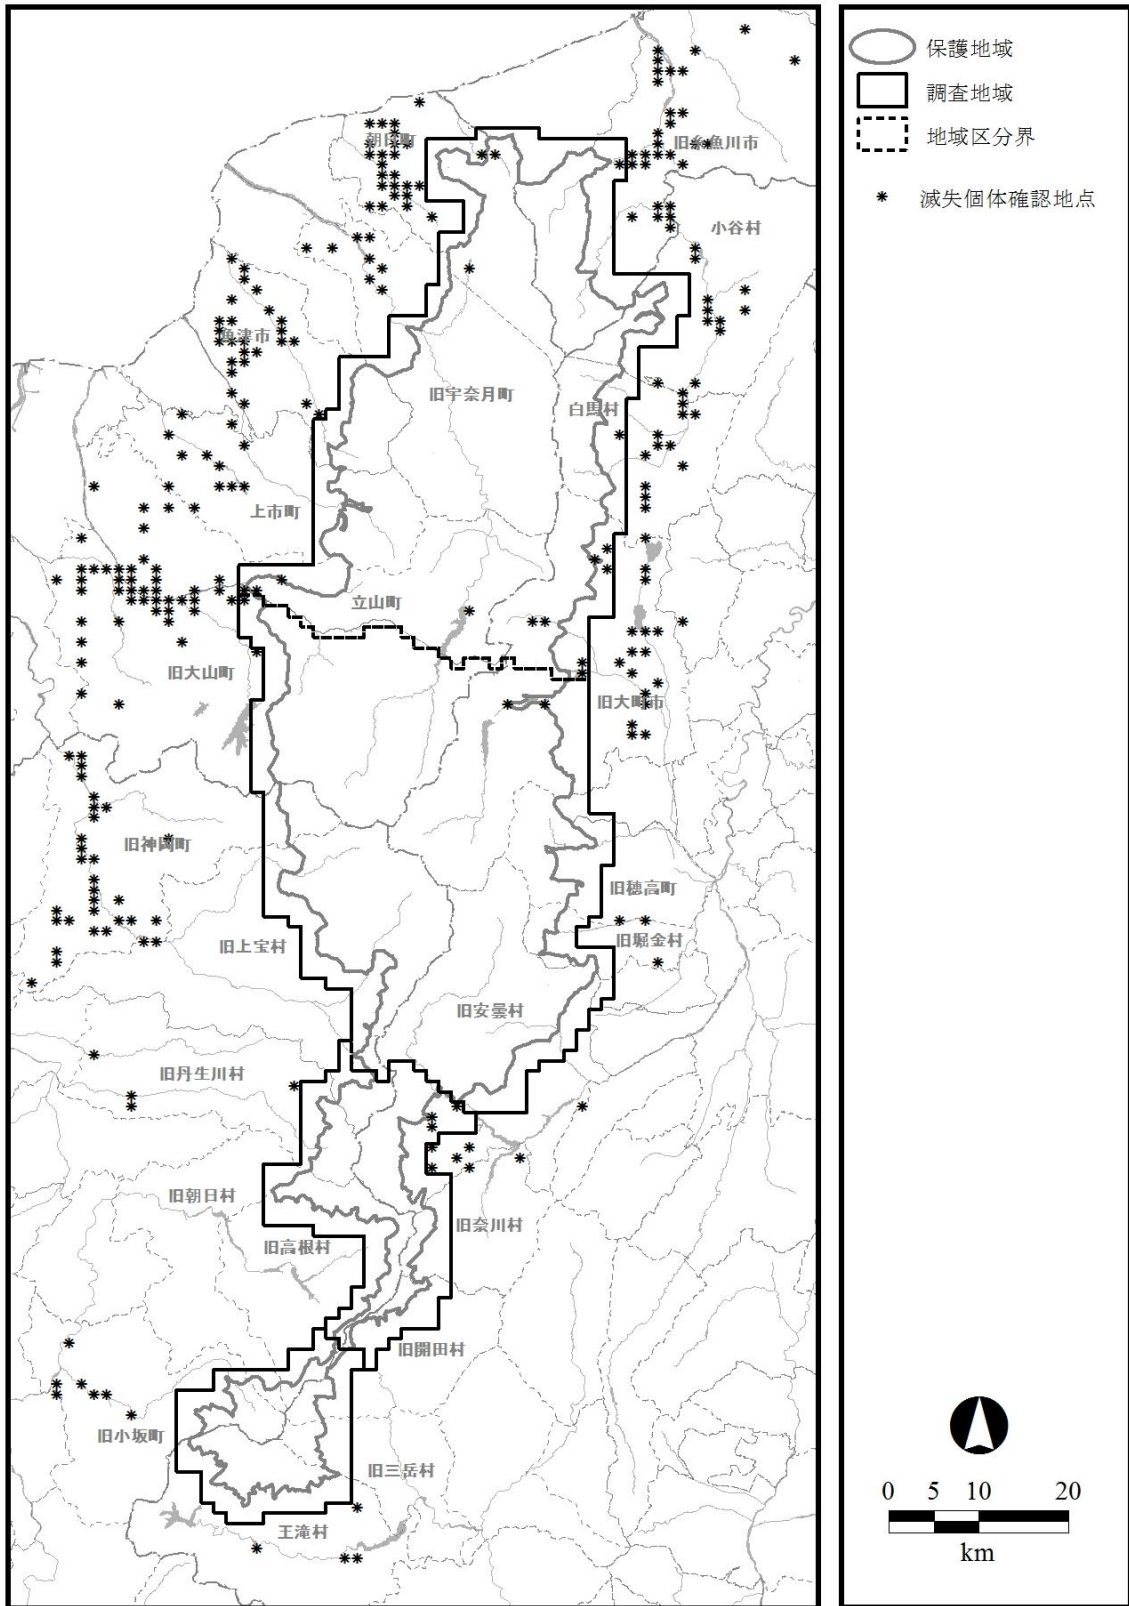 保護地域
調査地域
地域区分界
滅失個体確認地点
朝日町
旧糸魚川市
小谷村
魚津市
旧宇奈月町
白馬村
上市町
立山町
旧大山町
旧大町市
旧神岡町
旧穂高町
旧上宝村
旧堀金村
旧安曇村
旧丹生川村
旧朝日村
旧奈川村
旧高根村
旧開田村
旧小坂町
旧三岳村
王滝村
0 5 10 20
km